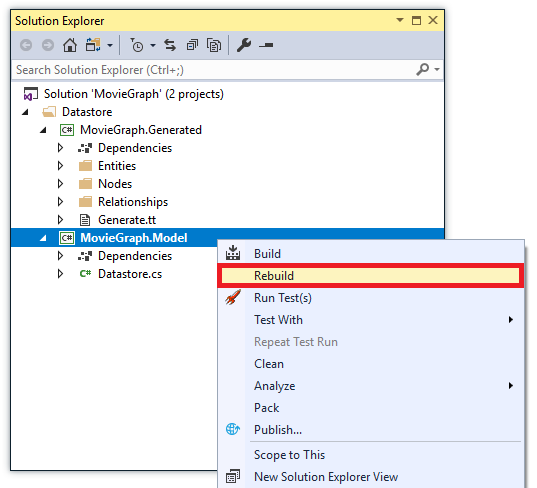 Solution Explorer
Search Solution Explorer (Ctrl+;)
Solution 'MovieGraph' (2 projects)
Datastore
C# MovieGraph.Generated
Dependencies
Entities
Nodes
Relationships
Generate.tt
C# MovieGraph.Model
Dependencies
C# Datastore.cs
Build
Rebuild
Run Test(s)
Test With
Repeat Test Run
Clean
Analyze
Pack
Publish...
Scope to This
New Solution Explorer View